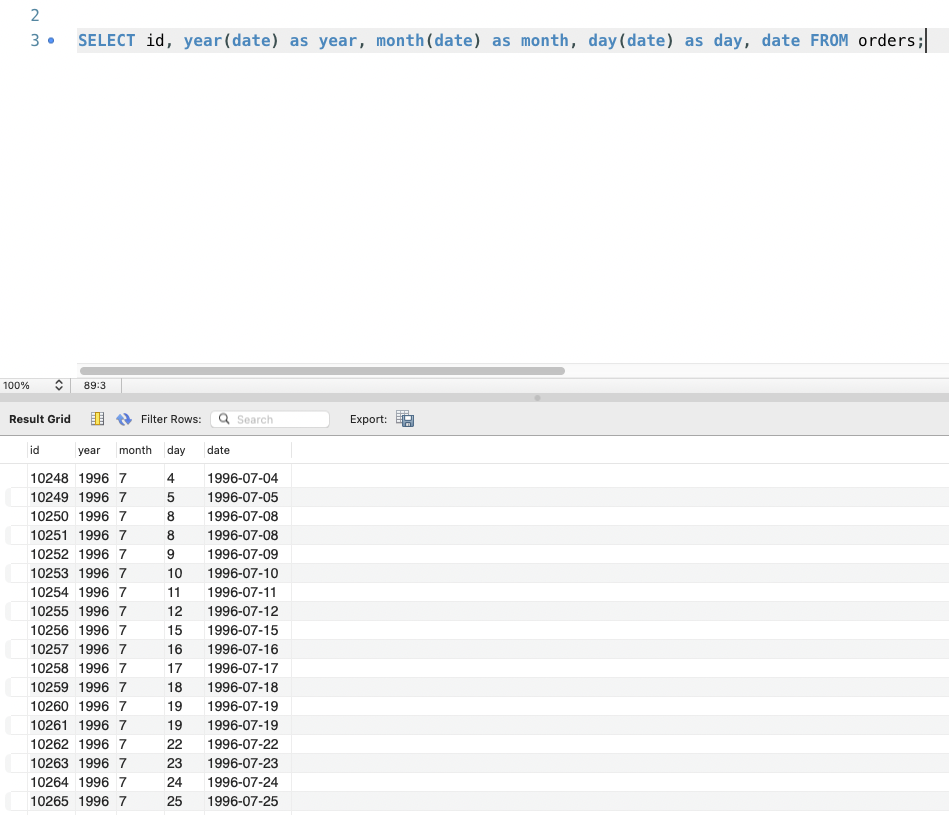 2
3 SELECT id, year(date) as year, month(date) as month, day(date) as day, date FROM orders;
100% 89:3
Result Grid Filter Rows: Search Export:
id year month day date
10248 1996 7 4 1996-07-04
10249 1996 7 5 1996-07-05
10250 1996 7 8 1996-07-08
10251 1996 7 8 1996-07-08
10252 1996 7 9 1996-07-09
10253 1996 7 10 1996-07-10
10254 1996 7 11 1996-07-11
10255 1996 7 12 1996-07-12
10256 1996 7 15 1996-07-15
10257 1996 7 16 1996-07-16
10258 1996 7 17 1996-07-17
10259 1996 7 18 1996-07-18
10260 1996 7 19 1996-07-19
10261 1996 7 19 1996-07-19
10262 1996 7 22 1996-07-22
10263 1996 7 23 1996-07-23
10264 1996 7 24 1996-07-24
10265 1996 7 25 1996-07-25